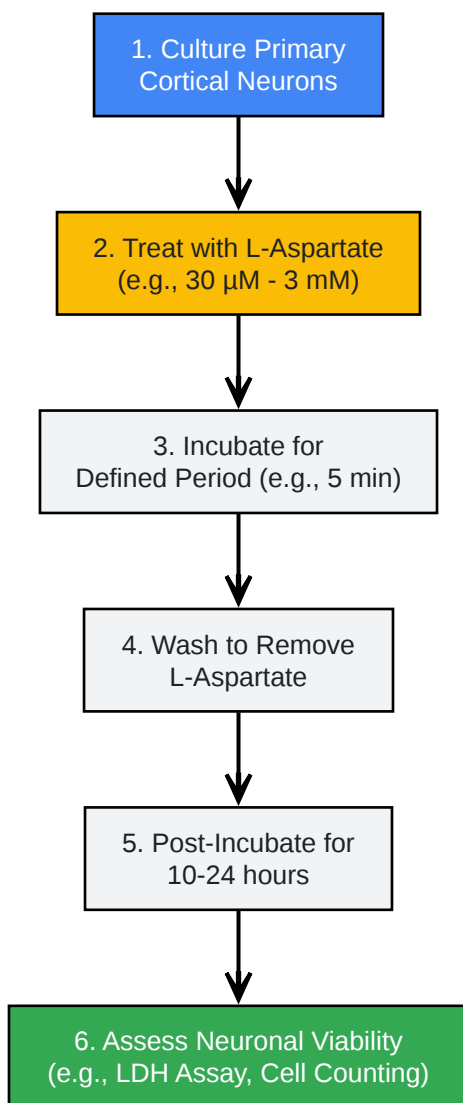 1. Culture Primary
Cortical Neurons
2. Treat with L-Aspartate
(e.g., 30 µM - 3 mM)
3. Incubate for
Defined Period (e.g., 5 min)
4. Wash to Remove
L-Aspartate
5. Post-Incubate for
10-24 hours
6. Assess Neuronal Viability
(e.g., LDH Assay, Cell Counting)